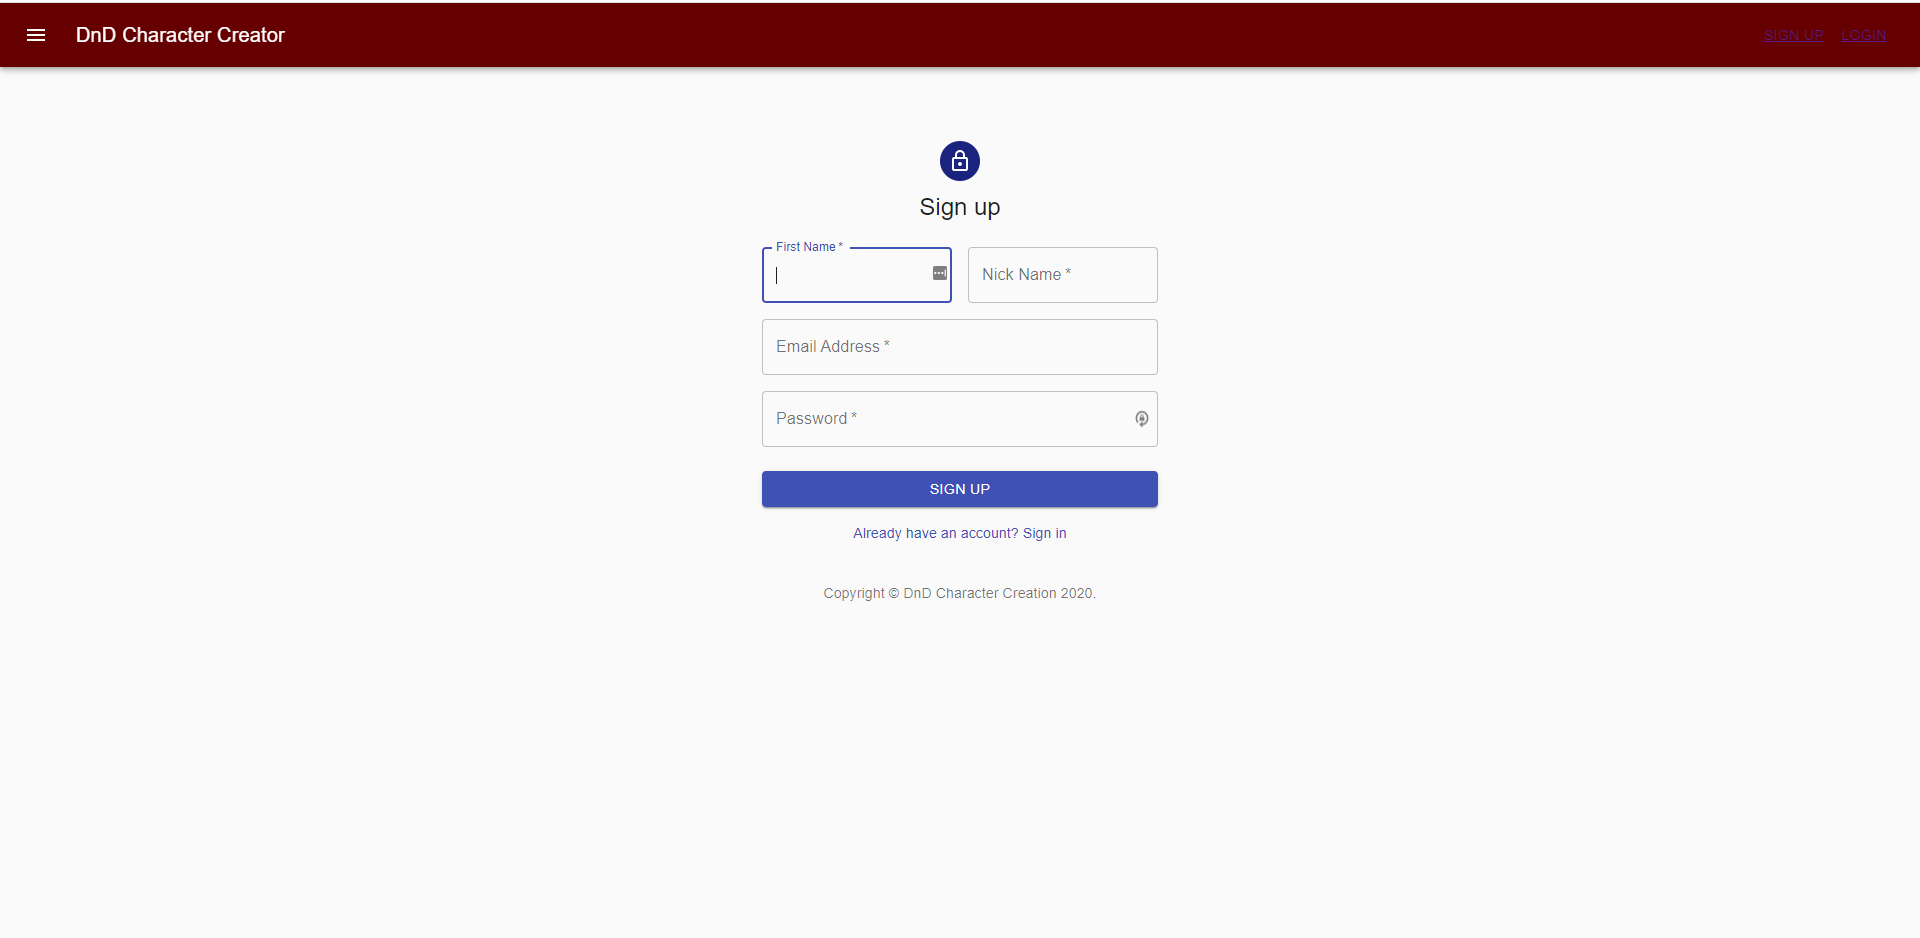 DnD Character Creator
SIGN UP LOGIN
Sign up
First Name *
Nick Name *
Email Address *
Password *
SIGN UP
Already have an account? Sign in
Copyright © DnD Character Creation 2020.